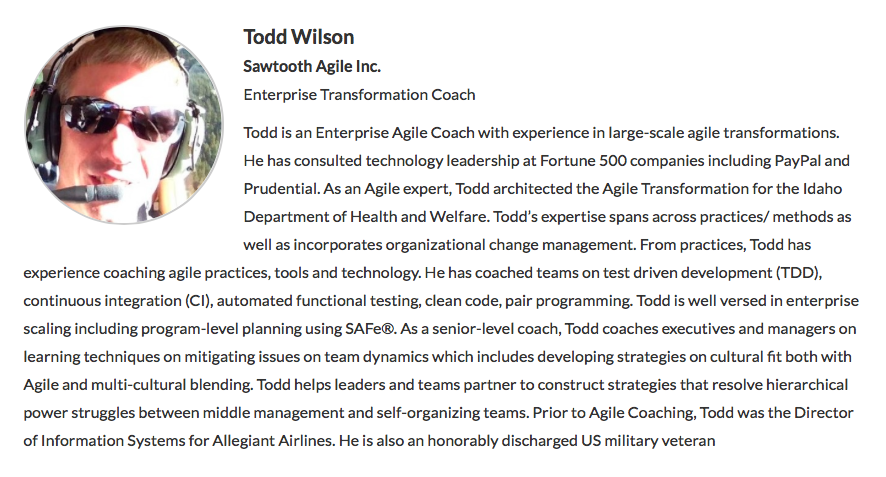 Todd Wilson
Sawtooth Agile Inc.
Enterprise Transformation Coach
Todd is an Enterprise Agile Coach with experience in large-scale agile transformations.
He has consulted technology leadership at Fortune 500 companies including PayPal and
Prudential. As an Agile expert, Todd architected the Agile Transformation for the Idaho
Department of Health and Welfare. Todd’s expertise spans across practices/ methods as
well as incorporates organizational change management. From practices, Todd has
experience coaching agile practices, tools and technology. He has coached teams on test driven development (TDD),
continuous integration (CI), automated functional testing, clean code, pair programming. Todd is well versed in enterprise
scaling including program-level planning using SAFe®. As a senior-level coach, Todd coaches executives and managers on
learning techniques on mitigating issues on team dynamics which includes developing strategies on cultural fit both with
Agile and multi-cultural blending. Todd helps leaders and teams partner to construct strategies that resolve hierarchical
power struggles between middle management and self-organizing teams. Prior to Agile Coaching, Todd was the Director
of Information Systems for Allegiant Airlines. He is also an honorably discharged US military veteran